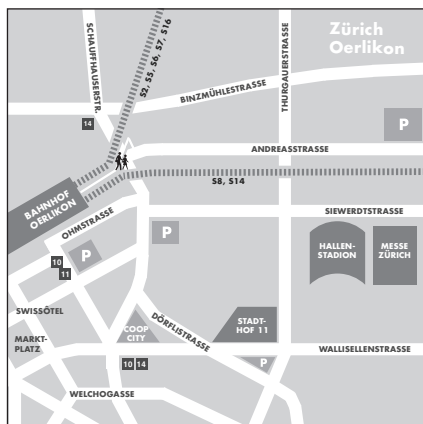 Zürich
Oerlikon
SCHAFFHAUSERSTR.
S2, S5, S6, S7, S16
THURGAUERSTRASSE
BINZMÜHLESTRASSE
14
P
ANDREASSTRASSE
S8, S14
BAHNHOF
OERLIKON
OHMSTRASSE
SIEWERDTSTRASSE
P
P
HALLEN-
STADION
MESSE
ZÜRICH
10
11
SWISSÔTEL
MARKT-
PLATZ
COOP
CITY
DÖRFLISTRASSE
STADT-
HOF 11
WALLISELLENSTRASSE
10 14
P
WELCHOGASSE